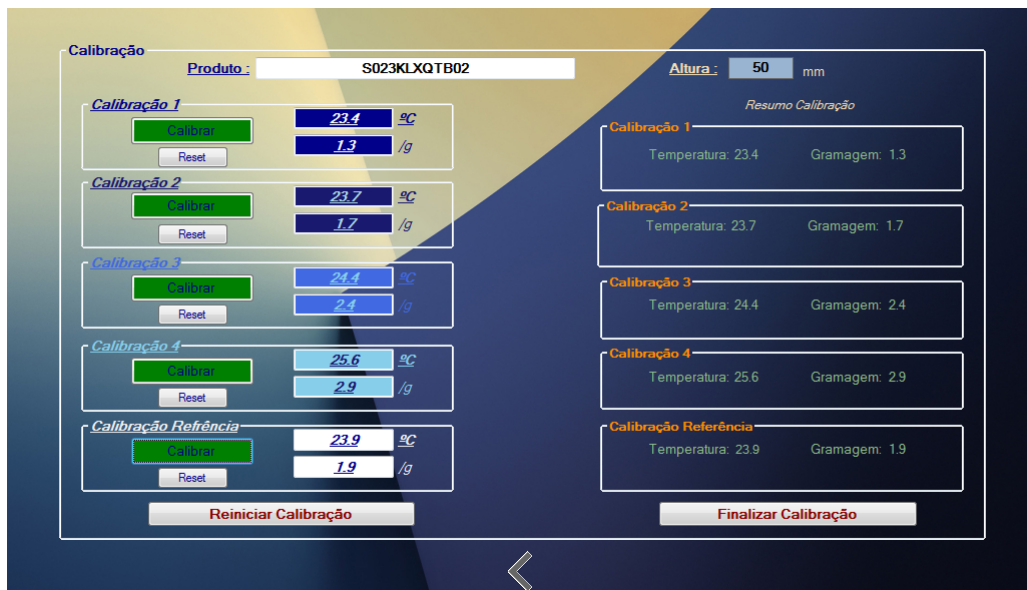 Calibração
Produto : S023KLXQTB02
Altura : 50 mm
Calibração 1
Calibrar 23.4 ºC
Reset 1.3 /g
Calibração 2
Calibrar 23.7 ºC
Reset 1.7 /g
Calibração 3
Calibrar 24.4 ºC
Reset 2.4 /g
Calibração 4
Calibrar 25.6 ºC
Reset 2.9 /g
Calibração Refrência
Calibrar 23.9 ºC
Reset 1.9 /g
Reiniciar Calibração
Resumo Calibração
Calibração 1
Temperatura: 23.4 Gramagem: 1.3
Calibração 2
Temperatura: 23.7 Gramagem: 1.7
Calibração 3
Temperatura: 24.4 Gramagem: 2.4
Calibração 4
Temperatura: 25.6 Gramagem: 2.9
Calibração Referência
Temperatura: 23.9 Gramagem: 1.9
Finalizar Calibração